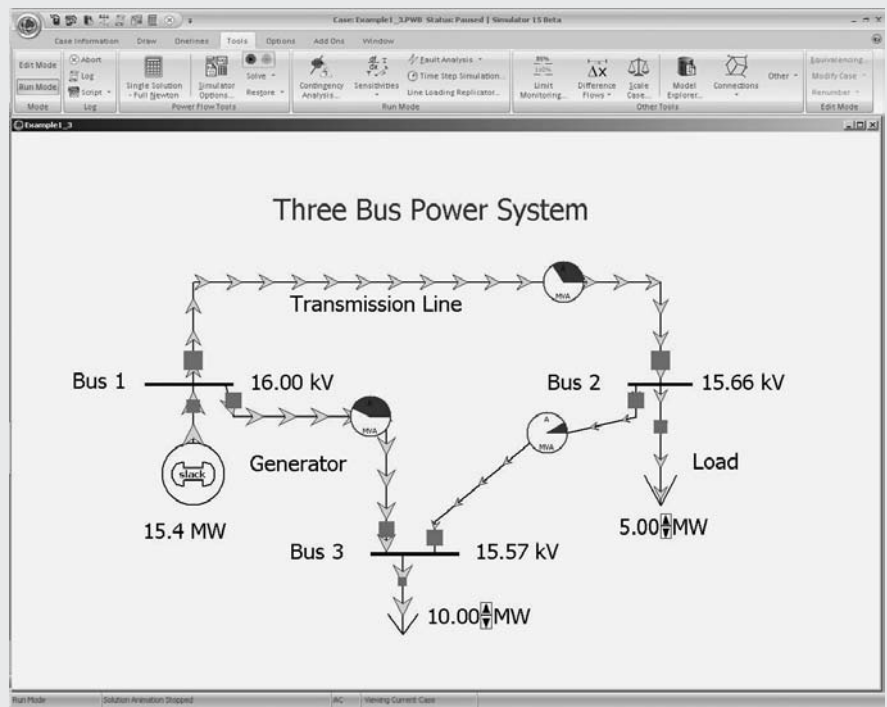 Case: Example1_3.PWB Status: Paused | Simulator 15 Beta
Case Information Draw Onelines Tools Options Add Ons Window
Edit Mode
Run Mode
Mode
Abort
Log
Script
Log
Single Solution - Full Newton
Simulator Options...
Solve
Restore
Power Flow Tools
Contingency Analysis...
Sensitivities
Fault Analysis
Time Step Simulation...
Line Loading Replicator...
Run Mode
Limit Monitoring...
Difference Flows
Scale Case...
Model Explorer...
Connections
Other
Other Tools
Equivalencing...
Modify Case
Renumber
Edit Mode
Example1_3
Three Bus Power System
A
MVA
Transmission Line
Bus 1
16.00 kV
Bus 2
15.66 kV
A
MVA
A
MVA
Generator
Load
slack
15.4 MW
5.00 MW
Bus 3
15.57 kV
10.00 MW
Run Mode Solution Animation Stopped AC Viewing Current Case